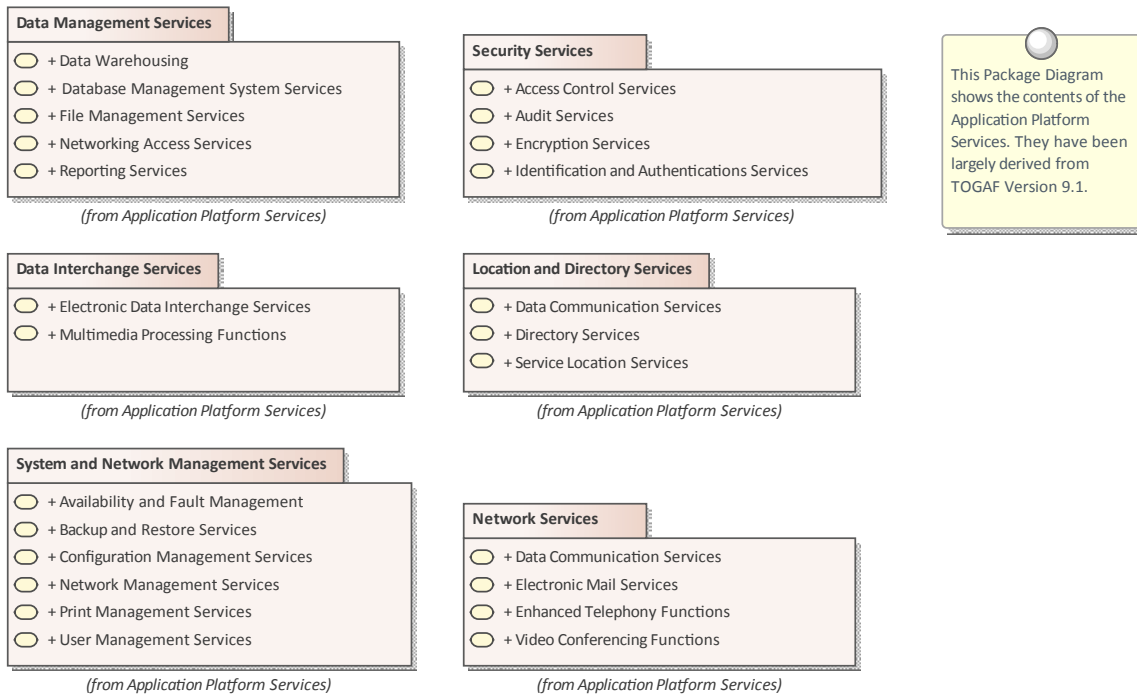 Data Management Services
+ Data Warehousing
+ Database Management System Services
+ File Management Services
+ Networking Access Services
+ Reporting Services
(from Application Platform Services)
Security Services
+ Access Control Services
+ Audit Services
+ Encryption Services
+ Identification and Authentications Services
(from Application Platform Services)
This Package Diagram
shows the contents of the
Application Platform
Services. They have been
largely derived from
TOGAF Version 9.1.
Data Interchange Services
+ Electronic Data Interchange Services
+ Multimedia Processing Functions
(from Application Platform Services)
Location and Directory Services
+ Data Communication Services
+ Directory Services
+ Service Location Services
(from Application Platform Services)
System and Network Management Services
+ Availability and Fault Management
+ Backup and Restore Services
+ Configuration Management Services
+ Network Management Services
+ Print Management Services
+ User Management Services
(from Application Platform Services)
Network Services
+ Data Communication Services
+ Electronic Mail Services
+ Enhanced Telephony Functions
+ Video Conferencing Functions
(from Application Platform Services)